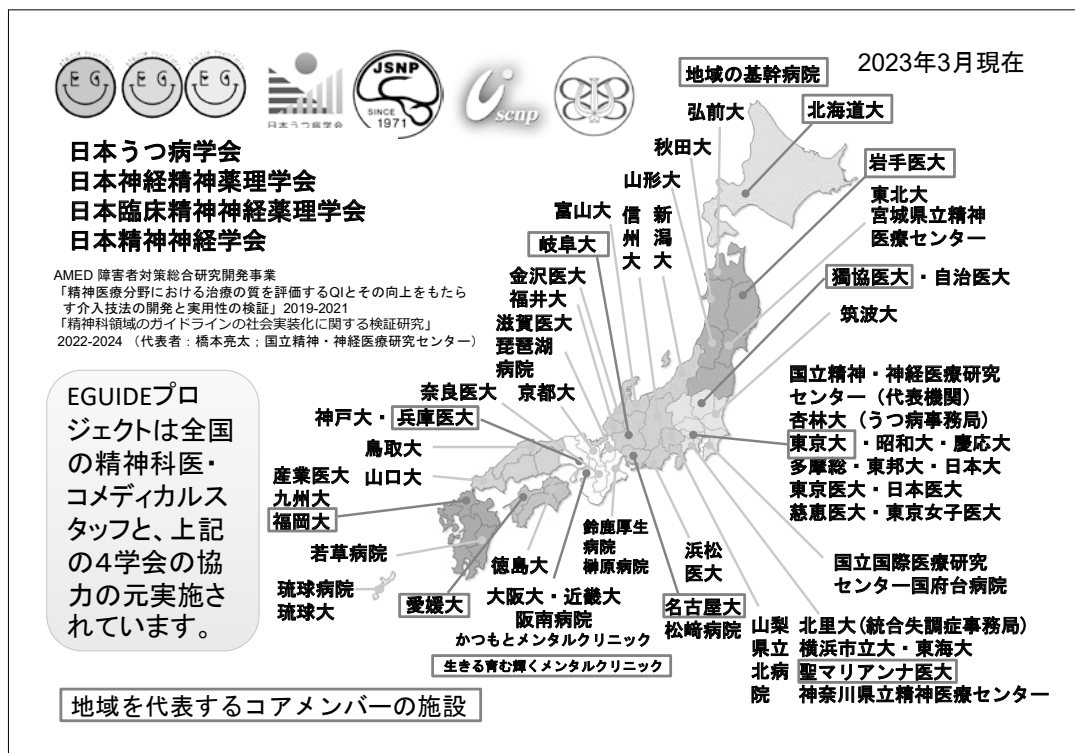 2023年3月現在
EG
EG
EG
日本うつ病学会
JSNP
SINCE
1971
scnp
日本うつ病学会
日本神経精神薬理学会
日本臨床精神神経薬理学会
日本精神神経学会
AMED 障害者対策総合研究開発事業
「精神医療分野における治療の質を評価するQIとその向上をもたら
す介入技法の開発と実用性の検証」2019-2021
「精神科領域のガイドラインの社会実装化に関する検証研究」
2022-2024 （代表者：橋本亮太；国立精神・神経医療研究センター）
EGUIDEプロ
ジェクトは全国
の精神科医・
コメディカルス
タッフと、上記
の4学会の協
力の元実施さ
れています。
地域の基幹病院
弘前大
北海道大
秋田大
岩手医大
山形大
東北大
宮城県立精神
医療センター
富山大
信州大
新潟大
岐阜大
獨協医大・自治医大
金沢医大
福井大
滋賀医大
琵琶湖
病院
筑波大
奈良医大
京都大
国立精神・神経医療研究
センター（代表機関）
杏林大（うつ病事務局）
東京大・昭和大・慶応大
多摩総・東邦大・日本大
東京医大・日本医大
慈恵医大・東京女子医大
神戸大・兵庫医大
鳥取大
産業医大
山口大
九州大
福岡大
若草病院
琉球病院
琉球大
愛媛大
徳島大
大阪大・近畿大
阪南病院
かつもとメンタルクリニック
生きる育む輝くメンタルクリニック
鈴鹿厚生
病院
榊原病院
浜松
医大
名古屋大
松﨑病院
国立国際医療研究
センター国府台病院
山梨
県立
北病
院
北里大(統合失調症事務局)
横浜市立大・東海大
聖マリアンナ医大
神奈川県立精神医療センター
地域を代表するコアメンバーの施設